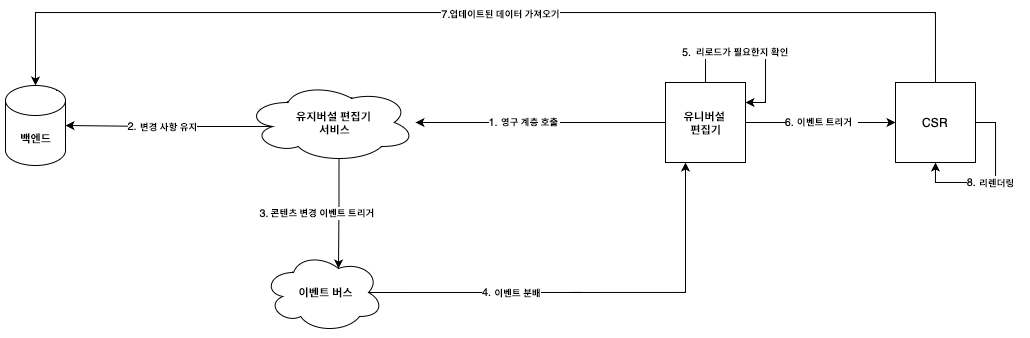 7.업데이트된 데이터 가져오기
5. 리로드가 필요한지 확인
백엔드
2. 변경 사항 유지
유지버설 편집기
서비스
1. 영구 계층 호출
유니버설
편집기
6. 이벤트 트리거
CSR
8. 리렌더링
3. 콘텐츠 변경 이벤트 트리거
이벤트 버스
4. 이벤트 분배